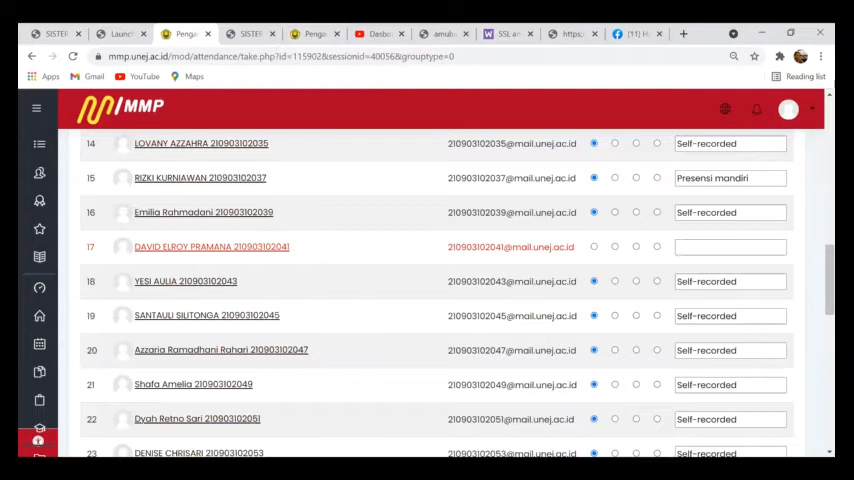 SISTER
Launch
Pengan
SISTER
Pengan
Dasbo
amuba
SSL an
https:/
(1) H
mmp.unej.ac.id/mod/attendance/take.php?id=115902&sessionid=40056&grouptype=0
Apps Gmail YouTube Maps Reading list
MMP
14 LOVANY AZZAHRA 210903102035 210903102035@mail.unej.ac.id Self-recorded
15 RIZKI KURNIAWAN 210903102037 210903102037@mail.unej.ac.id Presensi mandiri
16 Emilia Rahmadani 210903102039 210903102039@mail.unej.ac.id Self-recorded
17 DAVID ELROY PRAMANA 210903102041 210903102041@mail.unej.ac.id
18 YESI AULIA 210903102043 210903102043@mail.unej.ac.id Self-recorded
19 SANTAULI SILITONGA 210903102045 210903102045@mail.unej.ac.id Self-recorded
20 Azzaria Ramadhani Rahari 210903102047 210903102047@mail.unej.ac.id Self-recorded
21 Shafa Amelia 210903102049 210903102049@mail.unej.ac.id Self-recorded
22 Dyah Retno Sari 210903102051 210903102051@mail.unej.ac.id Self-recorded
23 DENISE CHRISARI 210903102053 210903102053@mail.unej.ac.id Self-recorded